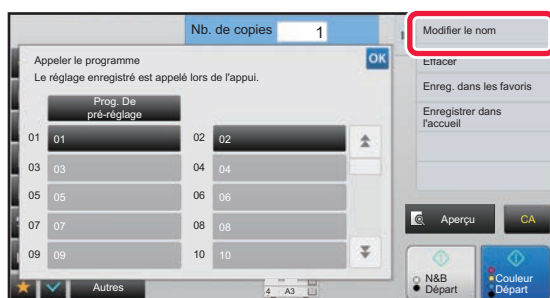 Nb. de copies 1
Modifier le nom
Appeler le programme
OK
Effacer
Le réglage enregistré est appelé lors de l'appui.
Enreg. dans les favoris
Prog. De
pré-réglage
Enregistrer dans
l'accueil
01 01 02 02
03 03 04 04
05 05 06 06
07 07 08 08
09 09 10 10
Aperçu CA
Autres
4 A3
N&B
Départ
Couleur
Départ